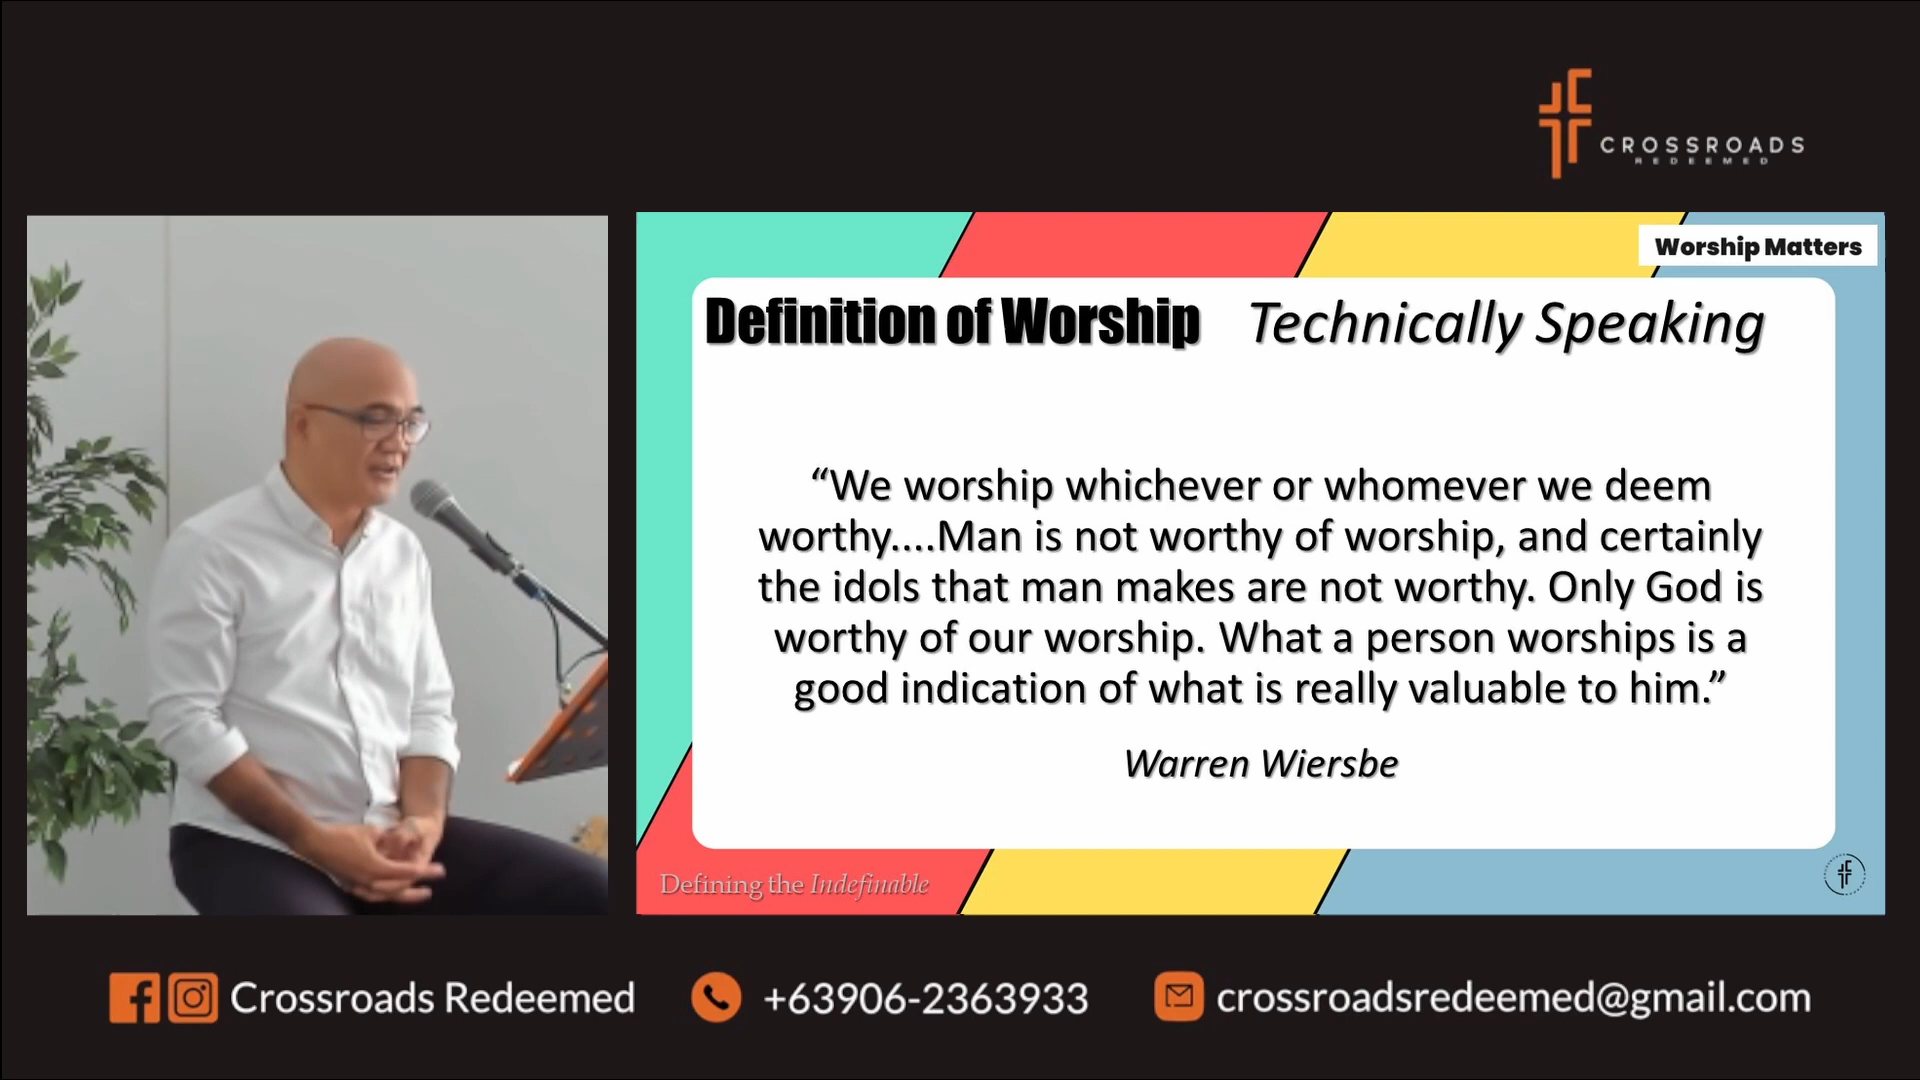 CROSSROADS
REDEEMED
Worship Matters
Definition of Worship Technically Speaking
“We worship whichever or whomever we deem
worthy....Man is not worthy of worship, and certainly
the idols that man makes are not worthy. Only God is
worthy of our worship. What a person worships is a
good indication of what is really valuable to him.”
Warren Wiersbe
Defining the Indefinable
Crossroads Redeemed
+63906-2363933
crossroadsredeemed@gmail.com